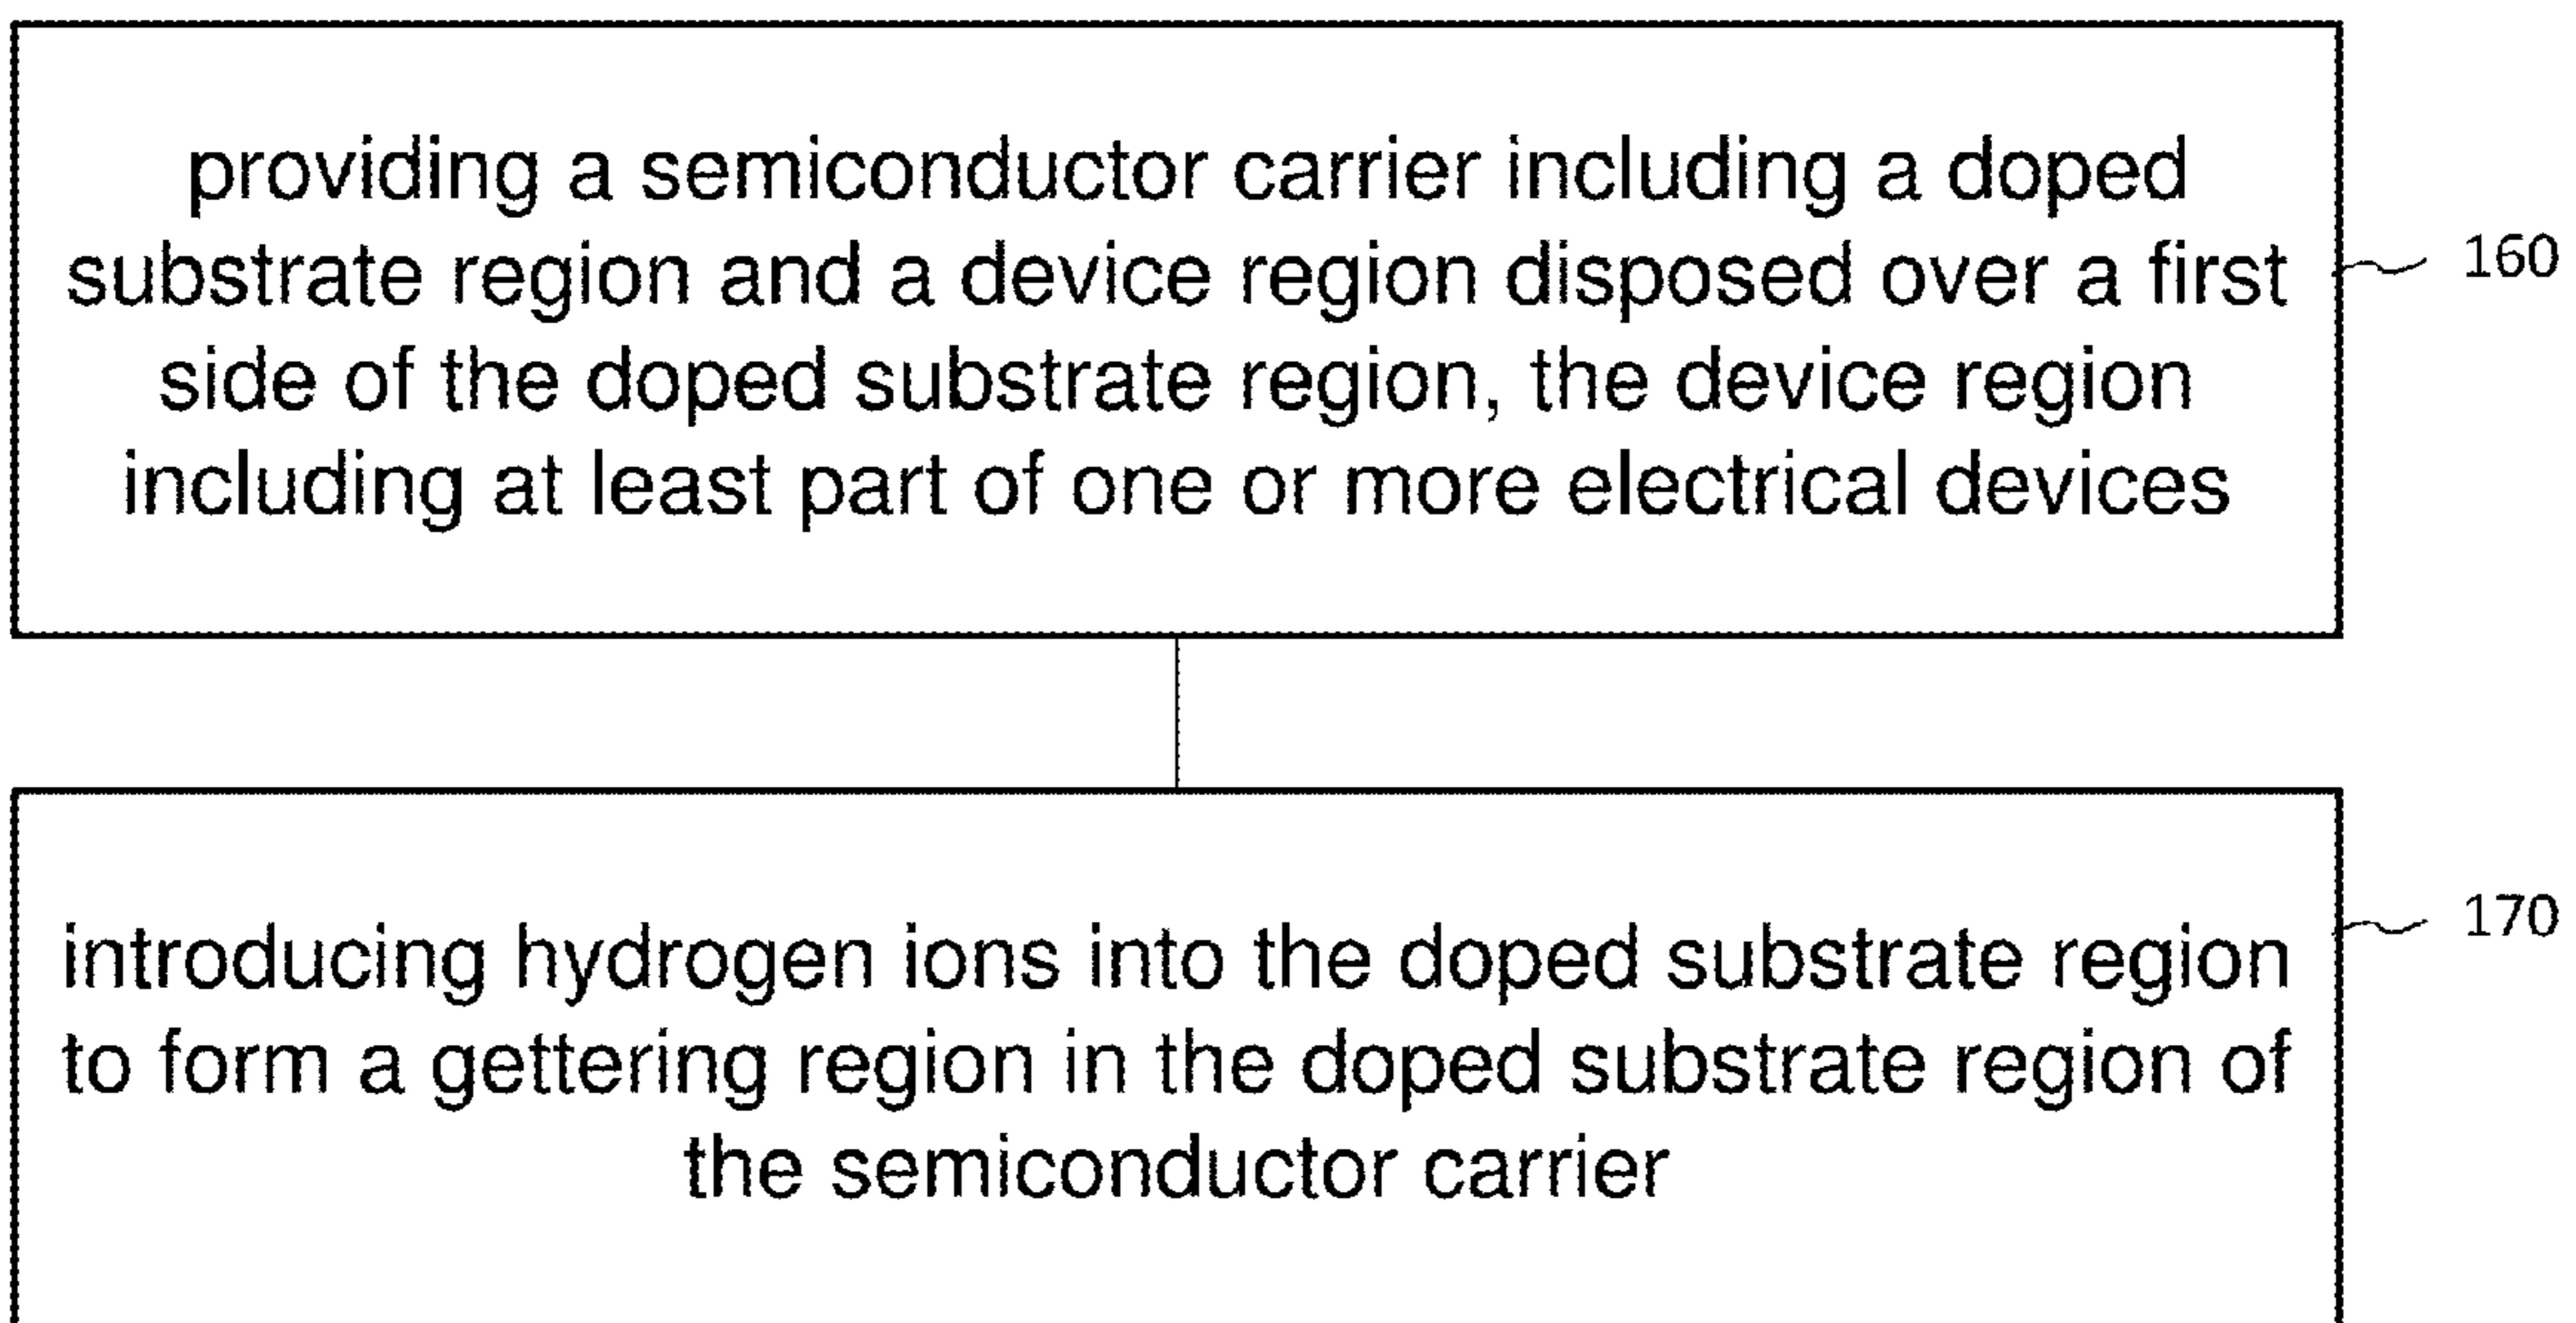 providing a semiconductor carrier including a doped
substrate region and a device region disposed over a first
side of the doped substrate region, the device region
including at least part of one or more electrical devices
160
introducing hydrogen ions into the doped substrate region
to form a gettering region in the doped substrate region of
the semiconductor carrier
170